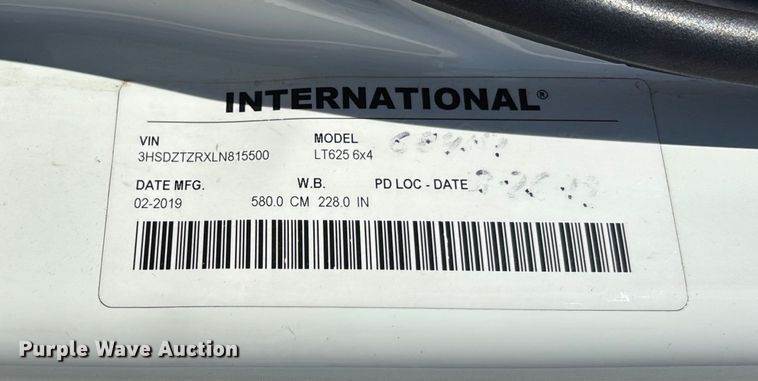 INTERNATIONAL®
VIN MODEL
3HSDZTZRXLN815500 LT625 6x4
DATE MFG. W.B. PD LOC - DATE
02-2019 580.0 CM 228.0 IN
Purple Wave Auction